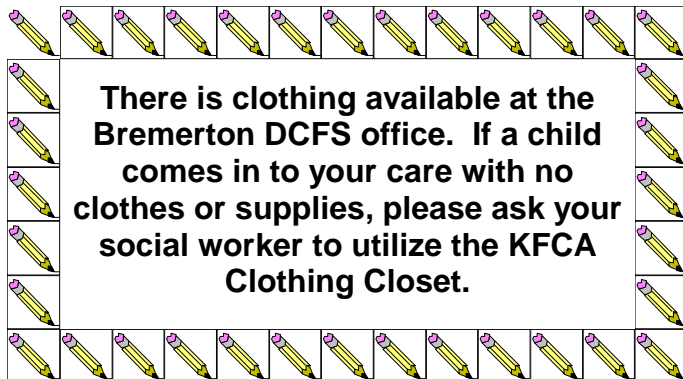 There is clothing available at the
Bremerton DCFS office.  If a child
comes in to your care with no
clothes or supplies, please ask your
social worker to utilize the KFCA
Clothing Closet.